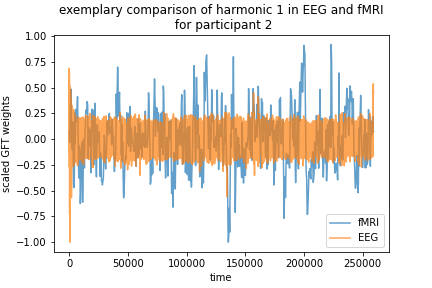 exemplary comparison of harmonic 1 in EEG and fMRI
for participant 2
scaled GFT weights
1.00
0.75
0.50
0.25
0.00
−0.25
−0.50
−0.75
−1.00
0 50000 100000 150000 200000 250000
time
fMRI
EEG